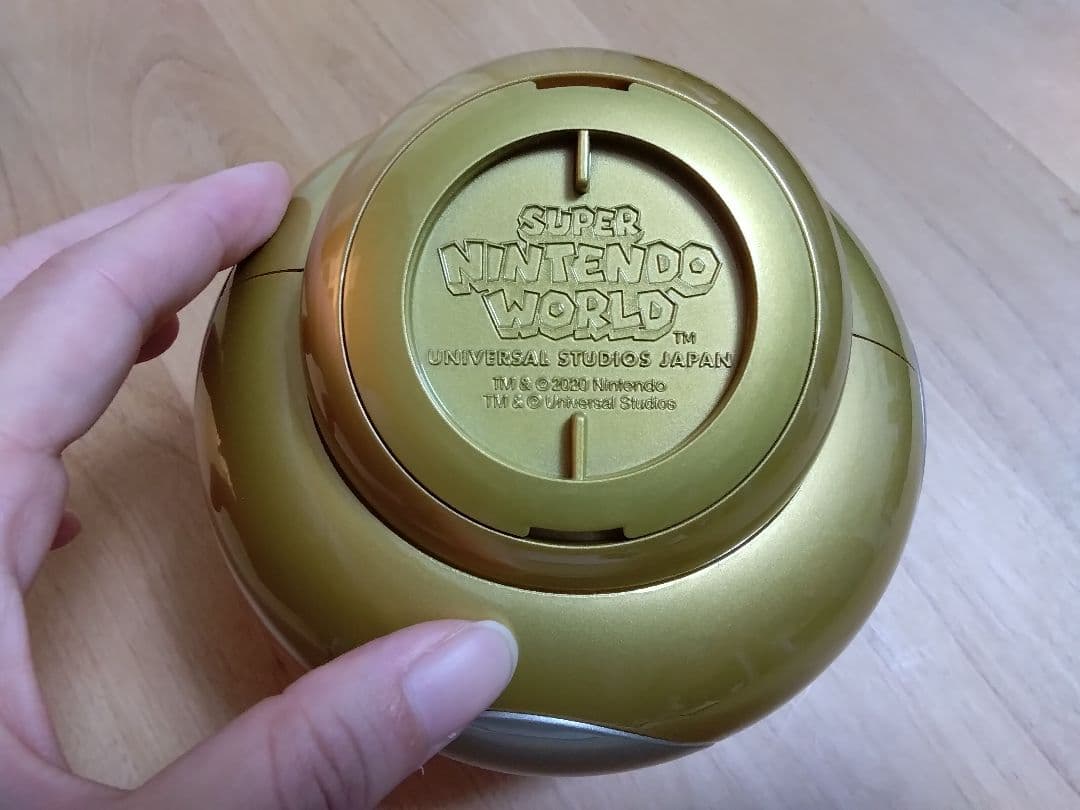 SUPER
NINTENDO
WORLD
TM
UNIVERSAL STUDIOS JAPAN
TM & © 2020 Nintendo
TM & © Universal Studios